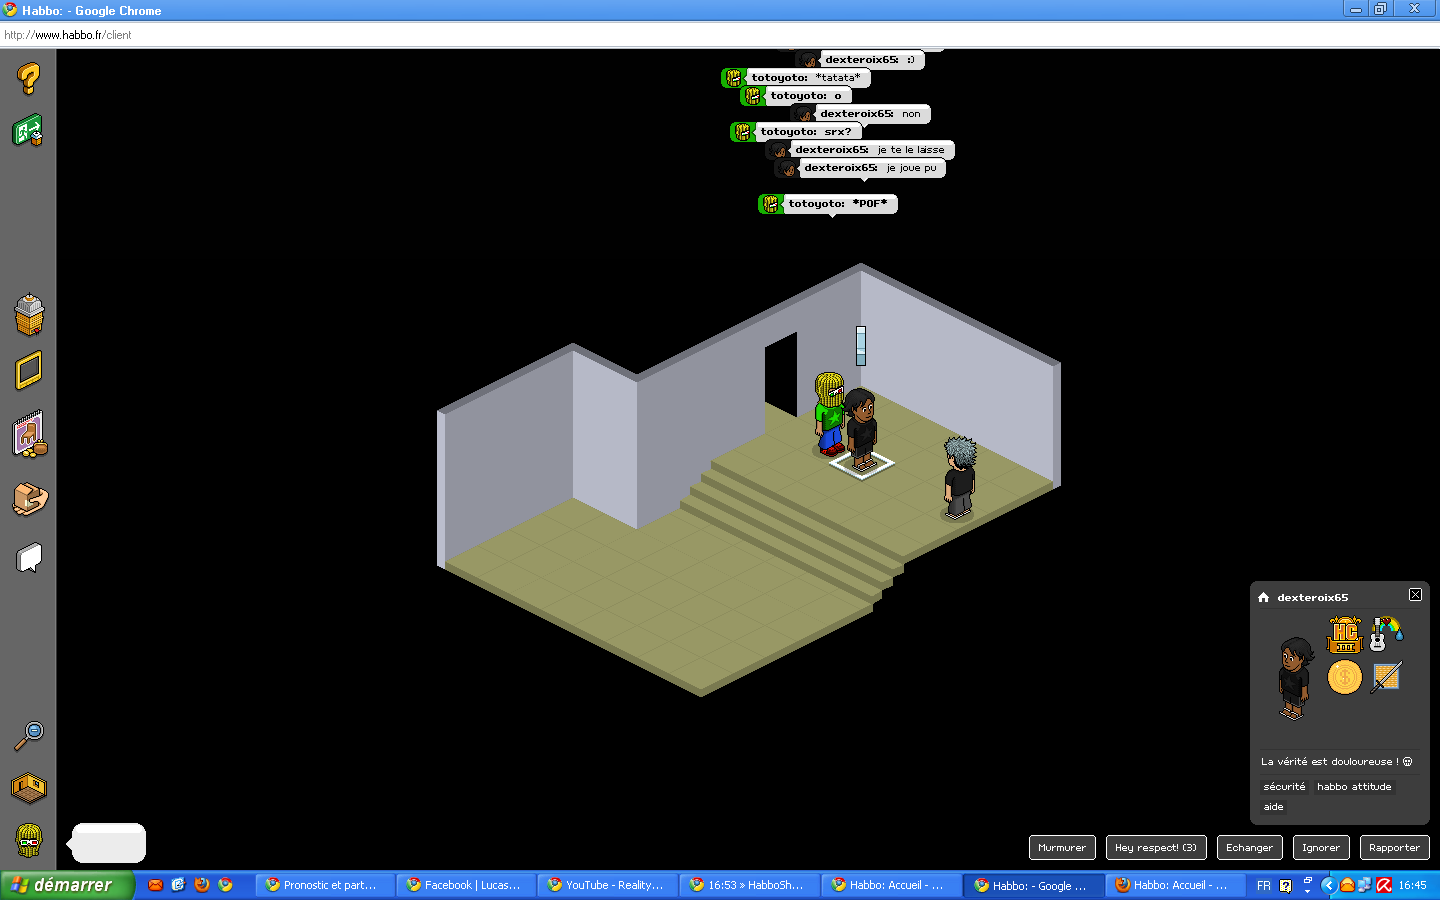 Habbo: - Google Chrome
http://www.habbo.fr/client
dexteroix65: :)
totoyoto: *tatata*
totoyoto: o
dexteroix65: non
totoyoto: srx?
dexteroix65: je te le laisse
dexteroix65: je joue pu
totoyoto: *POF*
dexteroix65
HC
La vérité est douloureuse !
sécurité habbo attitude
aide
Murmurer Hey respect! (3) Echanger Ignorer Rapporter
démarrer Pronostic et part... Facebook | Lucas... YouTube - Reality... 16:53 » HabboSh... Habbo: Accueil - ... Habbo: - Google ... Habbo: Accueil - ... FR 16:45